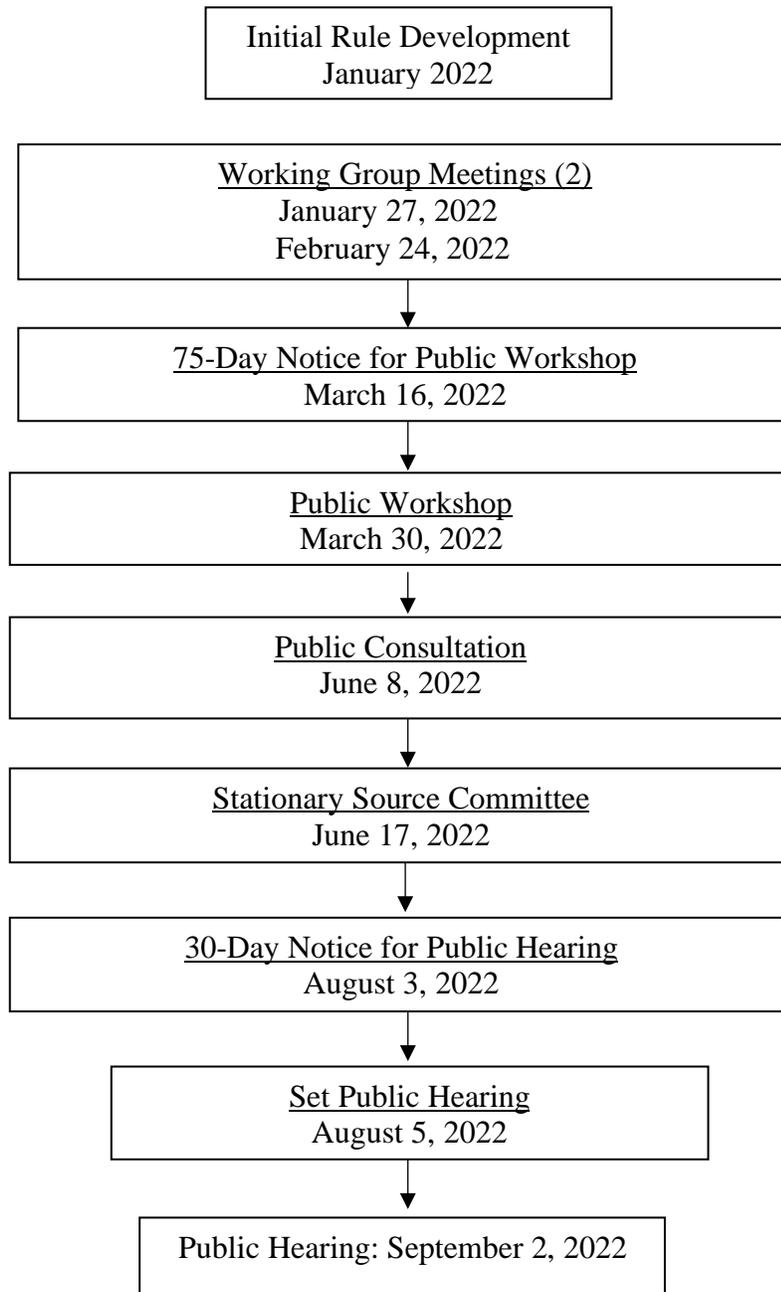 Initial Rule Development
January 2022
Working Group Meetings (2)
January 27, 2022
February 24, 2022
75-Day Notice for Public Workshop
March 16, 2022
Public Workshop
March 30, 2022
Public Consultation
June 8, 2022
Stationary Source Committee
June 17, 2022
30-Day Notice for Public Hearing
August 3, 2022
Set Public Hearing
August 5, 2022
Public Hearing: September 2, 2022